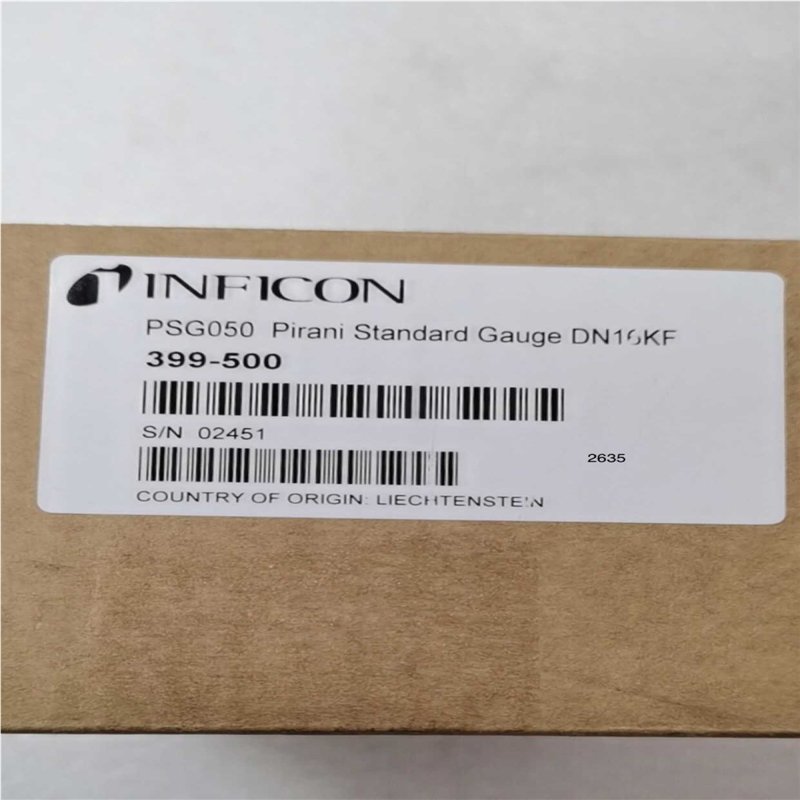 INFICON
PSG050 Pirani Standard Gauge DN16KF
399-500
S/N 02451
2635
COUNTRY OF ORIGIN: LIECHTENSTEIN